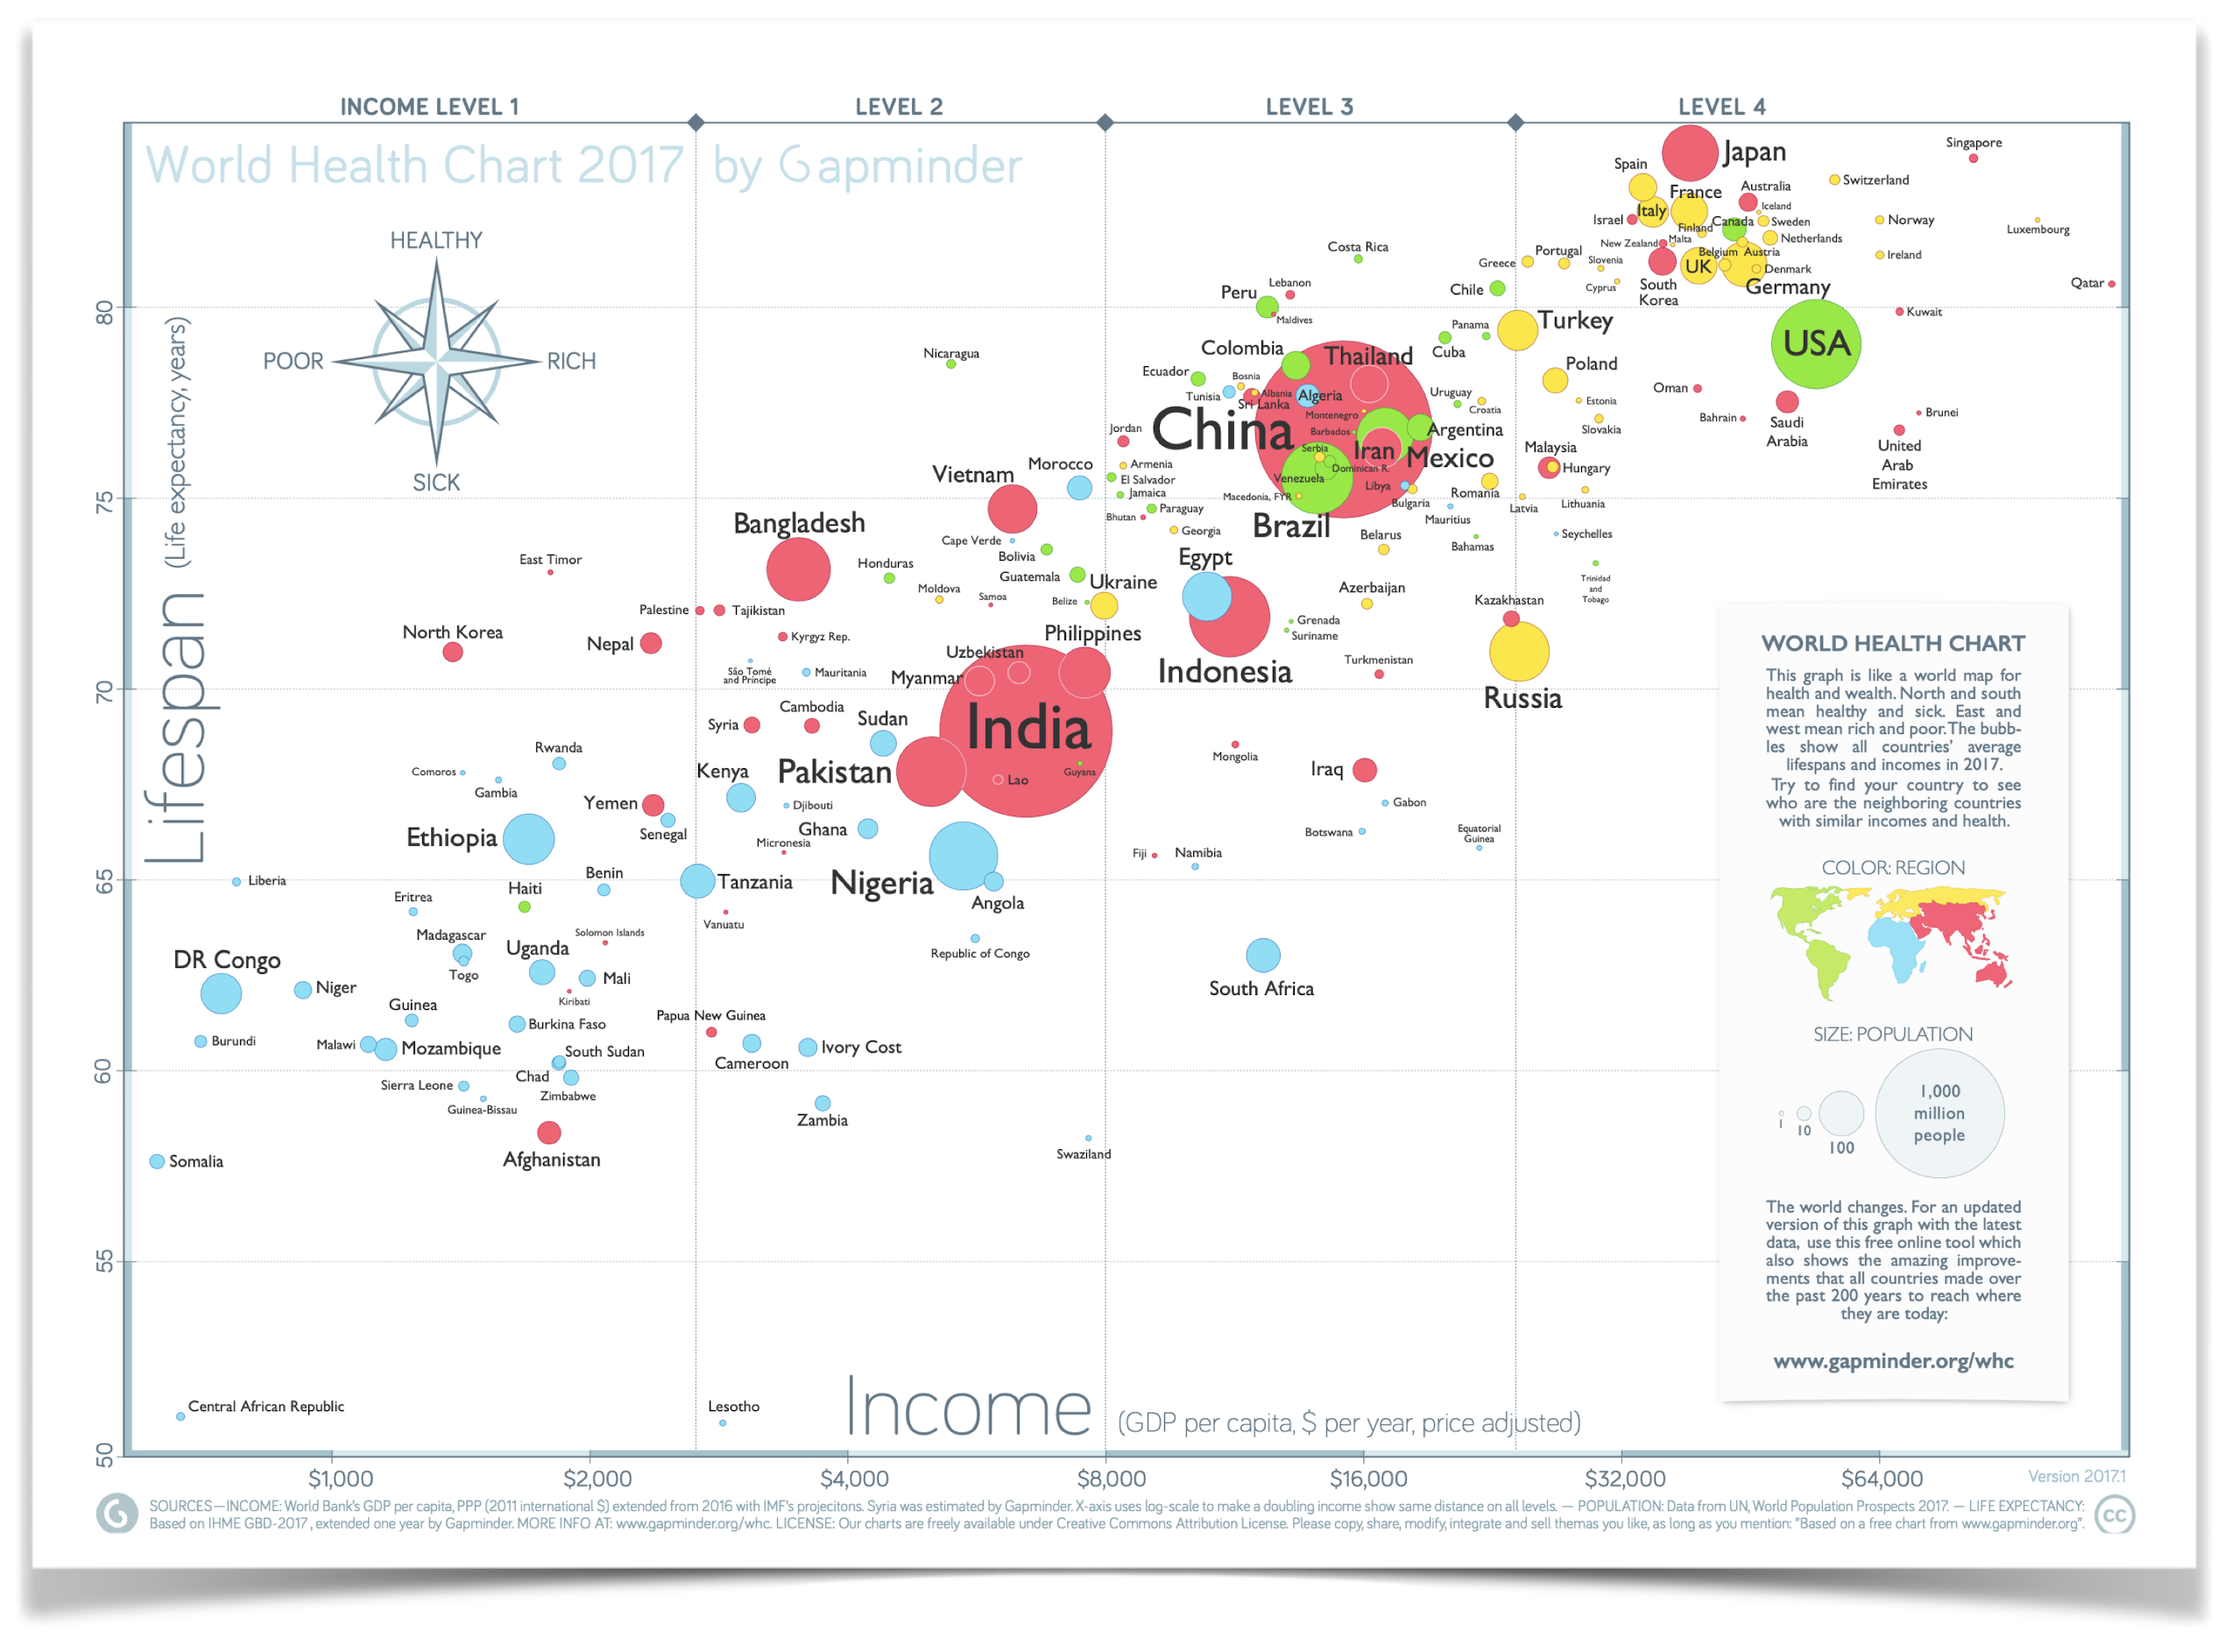 INCOME LEVEL 1
LEVEL 2
LEVEL 3
LEVEL 4
World Health Chart 2017 by Gapminder
HEALTHY
POOR
RICH
SICK
Lifespan (Life expectancy, years)
80
75
70
65
60
55
50
Japan
Singapore
Spain
France
Switzerland
Australia
Iceland
Italy
Israel
Canada
Sweden
Norway
Luxembourg
Finland
New Zealand
Malta
Netherlands
Costa Rica
Portugal
Greece
Slovenia
Belgium
Austria
Ireland
UK
Denmark
Cyprus
South
Korea
Germany
Qatar
Lebanon
Peru
Maldives
Chile
Kuwait
Panama
Turkey
USA
Nicaragua
Colombia
Thailand
Cuba
Poland
Ecuador
Bosnia
Tunisia
Albania
Sri Lanka
Algeria
Uruguay
Croatia
Estonia
Oman
Montenegro
Bahrain
Saudi
Arabia
Brunei
Slovakia
Jordan
China
Barbados
Argentina
United
Arab
Emirates
Serbia
Iran
Mexico
Malaysia
Hungary
Dominican R.
Vietnam
Morocco
Armenia
El Salvador
Venezuela
Libya
Romania
Jamaica
Macedonia, FYR
Bulgaria
Latvia
Lithuania
Bhutan
Paraguay
Mauritius
Bangladesh
Georgia
Brazil
Belarus
Seychelles
Cape Verde
Bahamas
Bolivia
Egypt
East Timor
Honduras
Guatemala
Ukraine
Trinidad
and
Tobago
Moldova
Samoa
Belize
Azerbaijan
Kazakhstan
Palestine
Tajikistan
Grenada
Suriname
North Korea
Nepal
Kyrgyz Rep.
Philippines
Uzbekistan
Turkmenistan
São Tomé
and Principe
Mauritania
Myanmar
Indonesia
Russia
Syria
Cambodia
Sudan
India
Mongolia
Rwanda
Comoros
Gambia
Kenya
Pakistan
Lao
Guyana
Iraq
Yemen
Djibouti
Gabon
Senegal
Ghana
Botswana
Equatorial
Guinea
Ethiopia
Micronesia
Fiji
Namibia
Liberia
Haiti
Benin
Tanzania
Nigeria
Angola
Eritrea
Vanuatu
Madagascar
Solomon Islands
Togo
Uganda
Republic of Congo
DR Congo
Mali
Kiribati
South Africa
Niger
Guinea
Burkina Faso
Papua New Guinea
Burundi
Malawi
Mozambique
South Sudan
Cameroon
Ivory Cost
Chad
Sierra Leone
Zimbabwe
Guinea-Bissau
Zambia
Afghanistan
Swaziland
Somalia
Central African Republic
Lesotho
WORLD HEALTH CHART
This graph is like a world map for
health and wealth. North and south
mean healthy and sick. East and
west mean rich and poor. The bubb-
les show all countries' average
lifespans and incomes in 2017.
Try to find your country to see
who are the neighboring countries
with similar incomes and health.
COLOR: REGION
SIZE: POPULATION
1
10
100
1,000
million
people
The world changes. For an updated
version of this graph with the latest
data, use this free online tool which
also shows the amazing improve-
ments that all countries made over
the past 200 years to reach where
they are today:
www.gapminder.org/whc
Income (GDP per capita, $ per year, price adjusted)
$1,000
$2,000
$4,000
$8,000
$16,000
$32,000
$64,000
Version 2017.1
SOURCES—INCOME: World Bank's GDP per capita, PPP (2011 international $) extended from 2016 with IMF's projecitons. Syria was estimated by Gapminder. X-axis uses log-scale to make a doubling income show same distance on all levels. — POPULATION: Data from UN, World Population Prospects 2017. — LIFE EXPECTANCY:
Based on IHME GBD-2017, extended one year by Gapminder. MORE INFO AT: www.gapminder.org/whc. LICENSE: Our charts are freely available under Creative Commons Attribution License. Please copy, share, modify, integrate and sell themas you like, as long as you mention: "Based on a free chart from www.gapminder.org".
cc